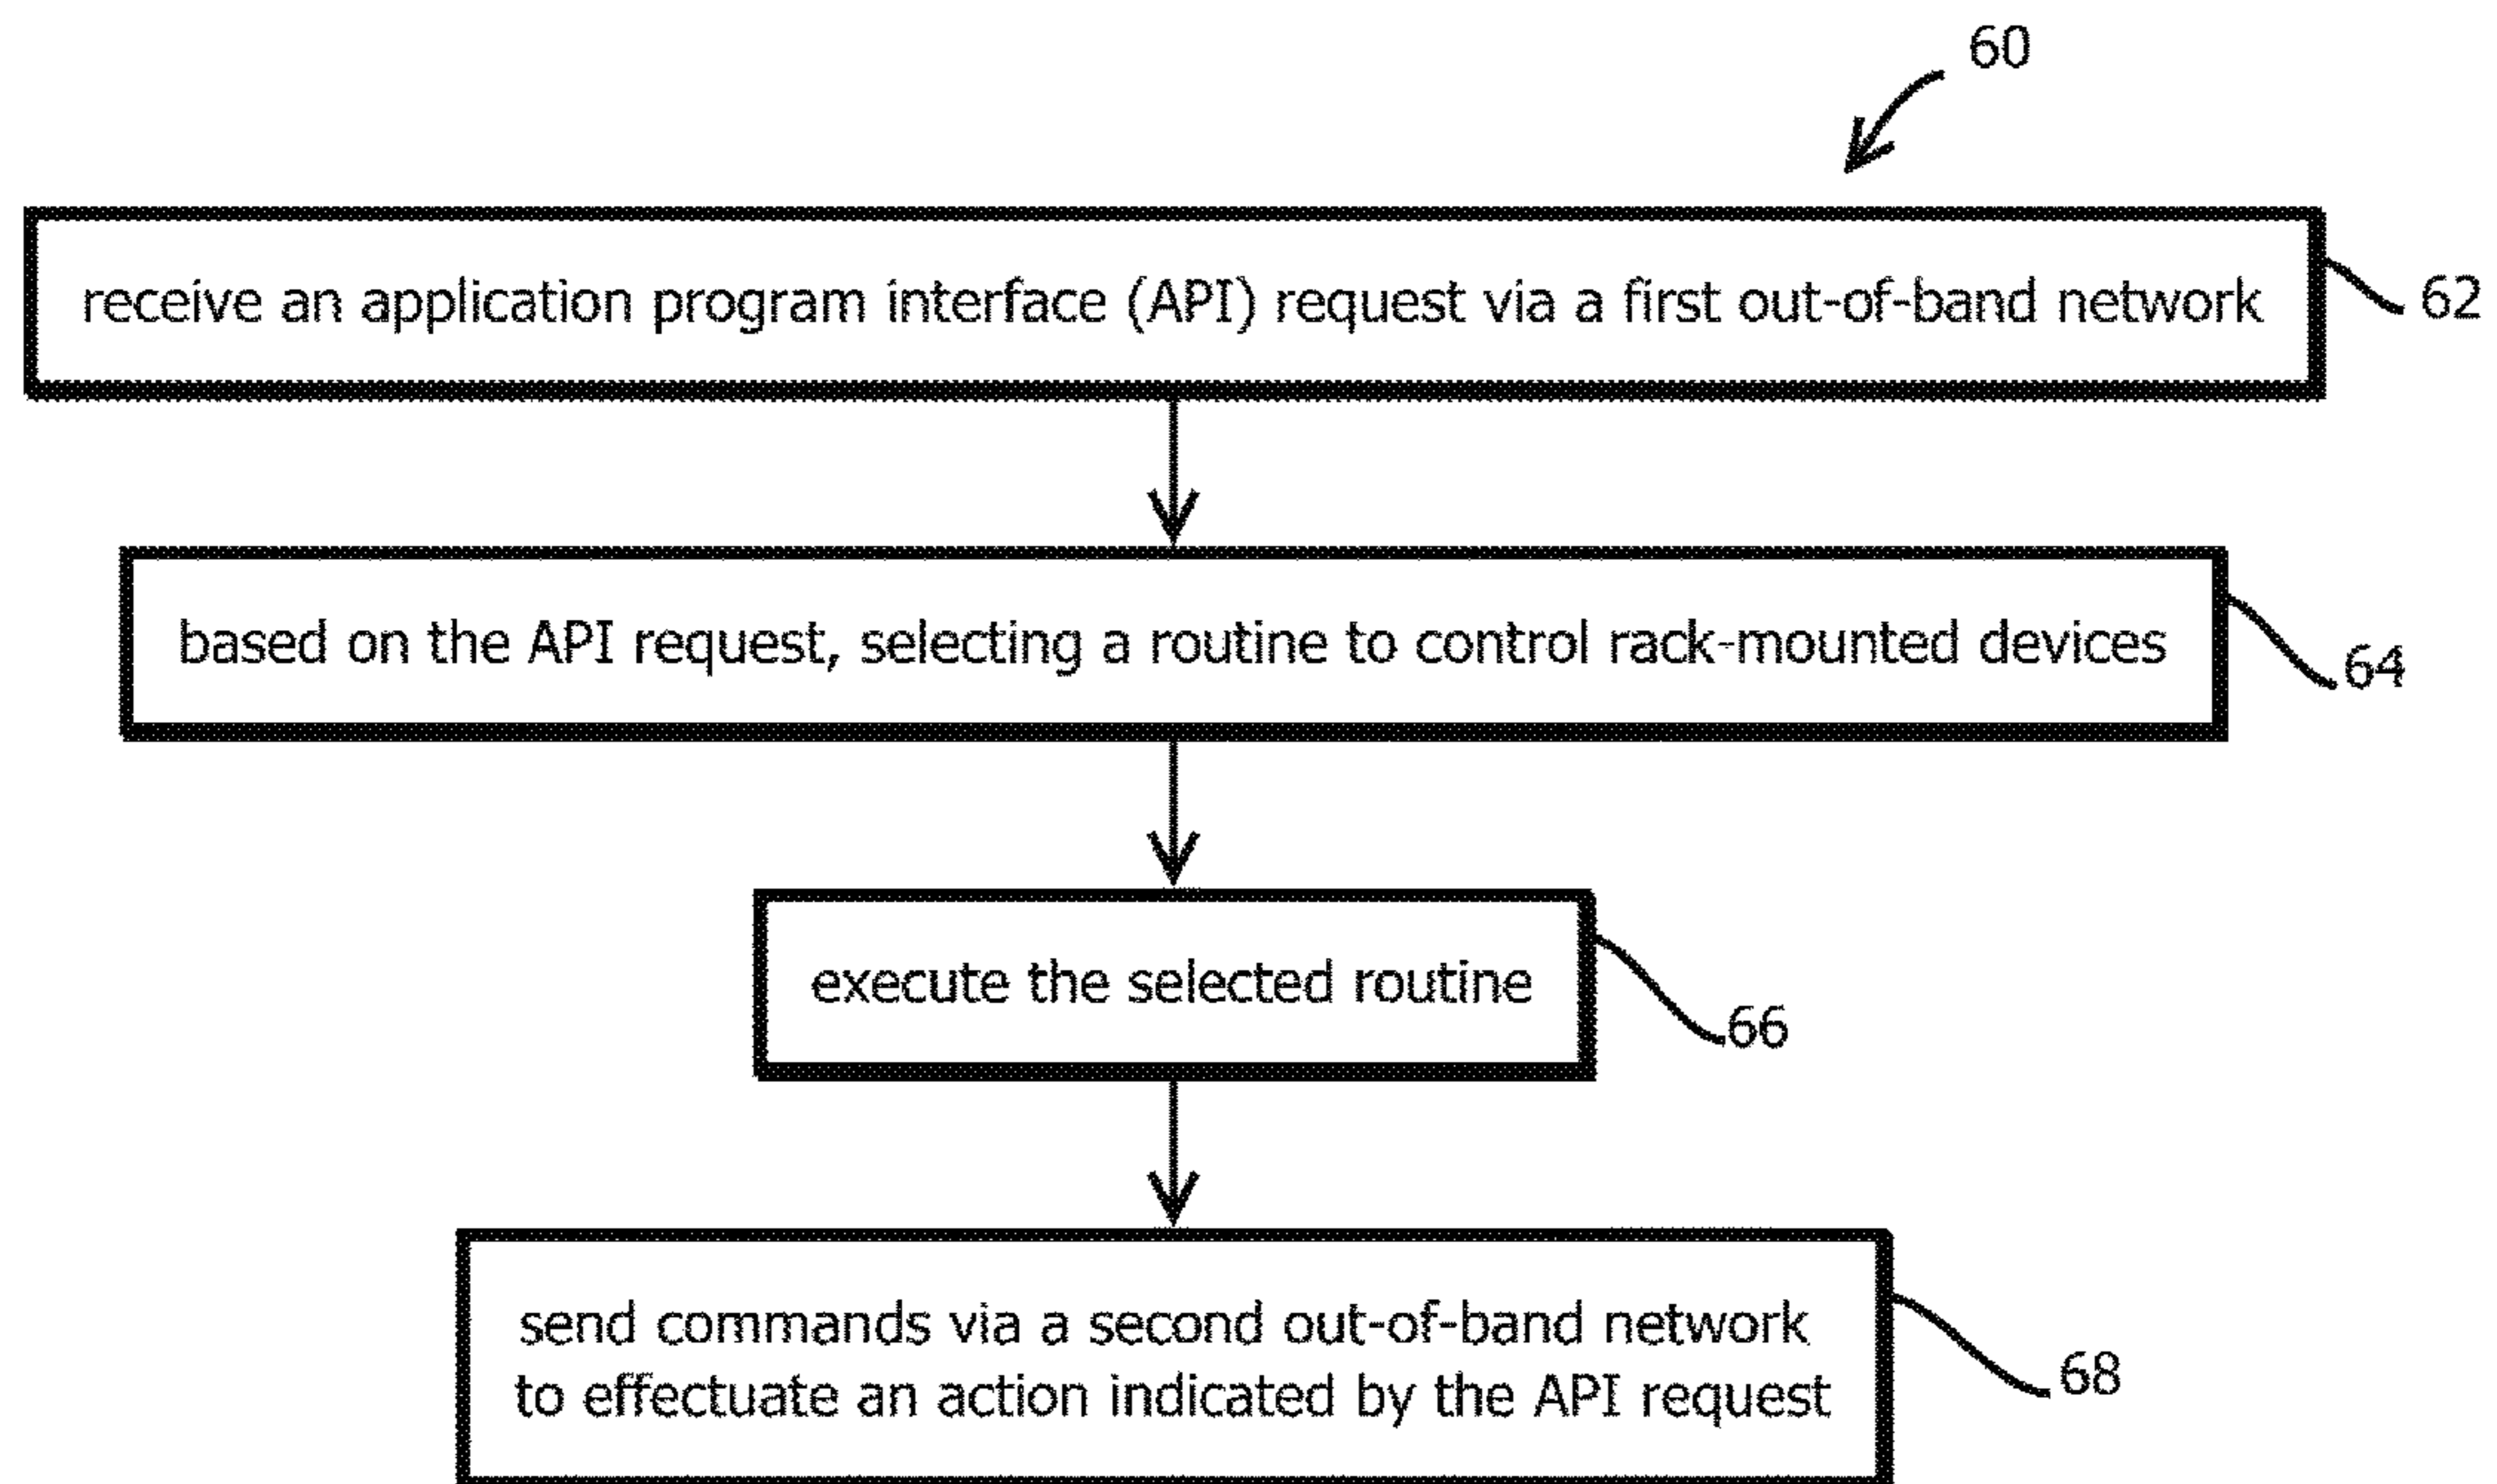 60
receive an application program interface (API) request via a first out-of-band network
62
based on the API request, selecting a routine to control rack-mounted devices
64
execute the selected routine
66
send commands via a second out-of-band network
to effectuate an action indicated by the API request
68